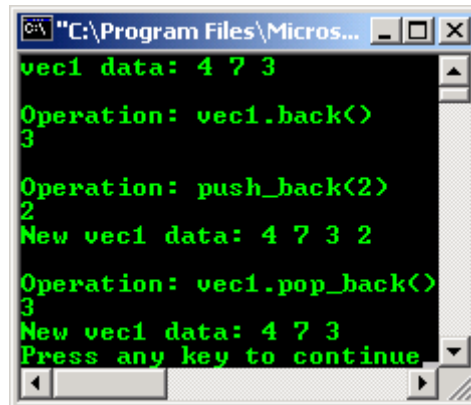 "C:\Program Files\Micros...
vec1 data: 4 7 3
Operation: vec1.back()
3
Operation: push_back(2)
2
New vec1 data: 4 7 3 2
Operation: vec1.pop_back()
3
New vec1 data: 4 7 3
Press any key to continue_